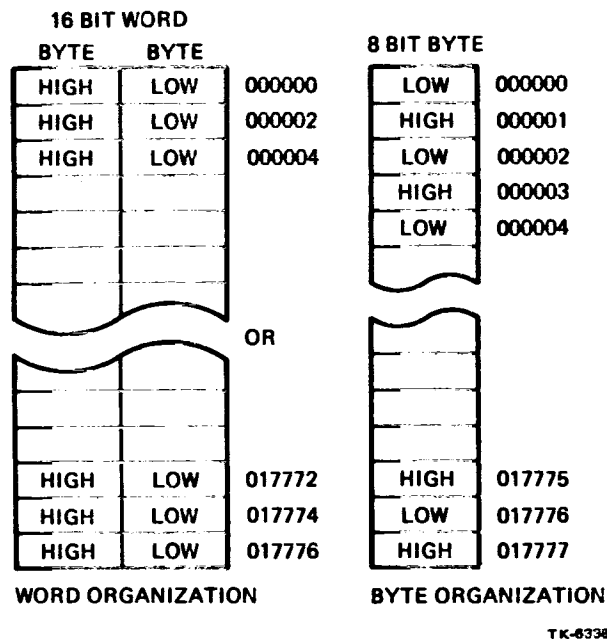 16 BIT WORD
BYTE BYTE
HIGH LOW 000000
HIGH LOW 000002
HIGH LOW 000004
OR
HIGH LOW 017772
HIGH LOW 017774
HIGH LOW 017776
WORD ORGANIZATION
8 BIT BYTE
LOW 000000
HIGH 000001
LOW 000002
HIGH 000003
LOW 000004
HIGH 017775
LOW 017776
HIGH 017777
BYTE ORGANIZATION